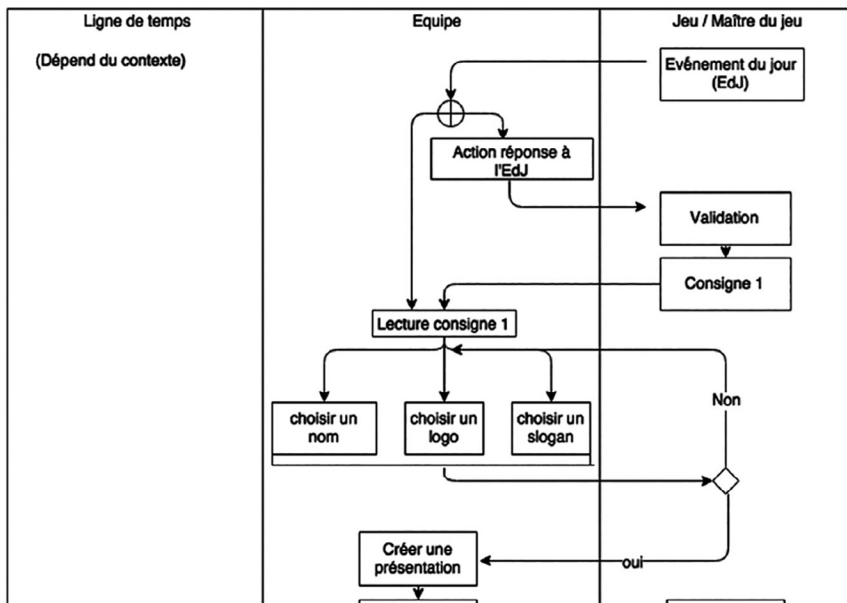 Ligne de temps
Equipe
Jeu / Maître du jeu
(Dépend du contexte)
Evénement du jour
(EdJ)
Action réponse à
l'EdJ
Validation
Consigne 1
Lecture consigne 1
choisir un
nom
choisir un
logo
choisir un
slogan
Non
Créer une
présentation
oui